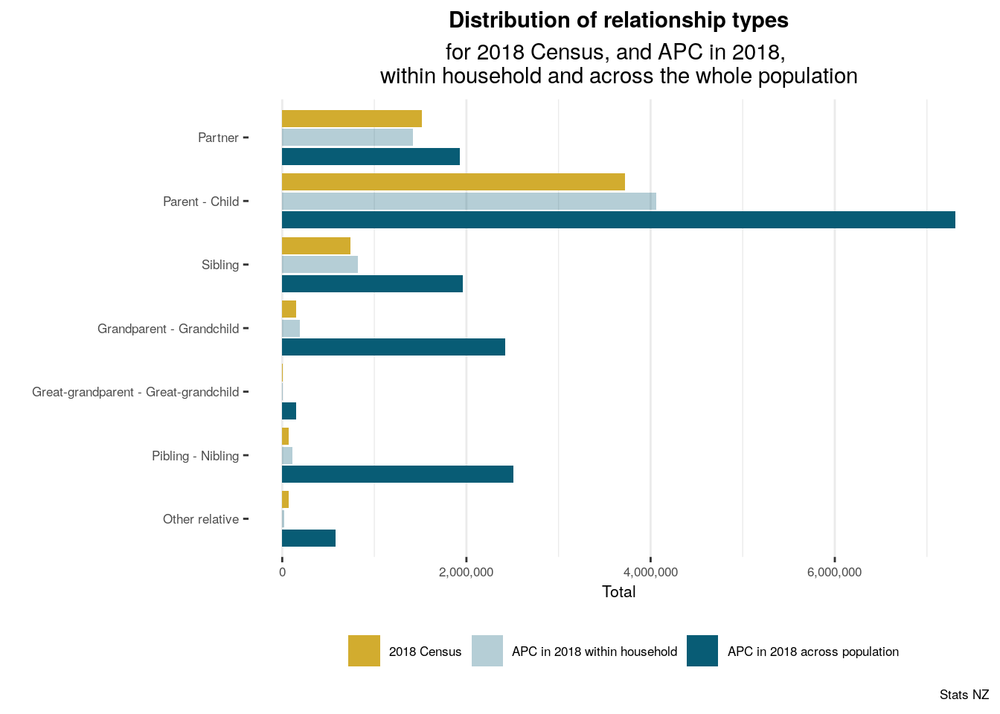 Distribution of relationship types
for 2018 Census, and APC in 2018,
within household and across the whole population
Partner
Parent - Child
Sibling
Grandparent - Grandchild
Great-grandparent - Great-grandchild
Pibling - Nibling
Other relative
0
2,000,000
4,000,000
6,000,000
Total
2018 Census
APC in 2018 within household
APC in 2018 across population
Stats NZ